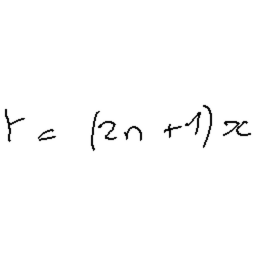 r = (2n + 1) x